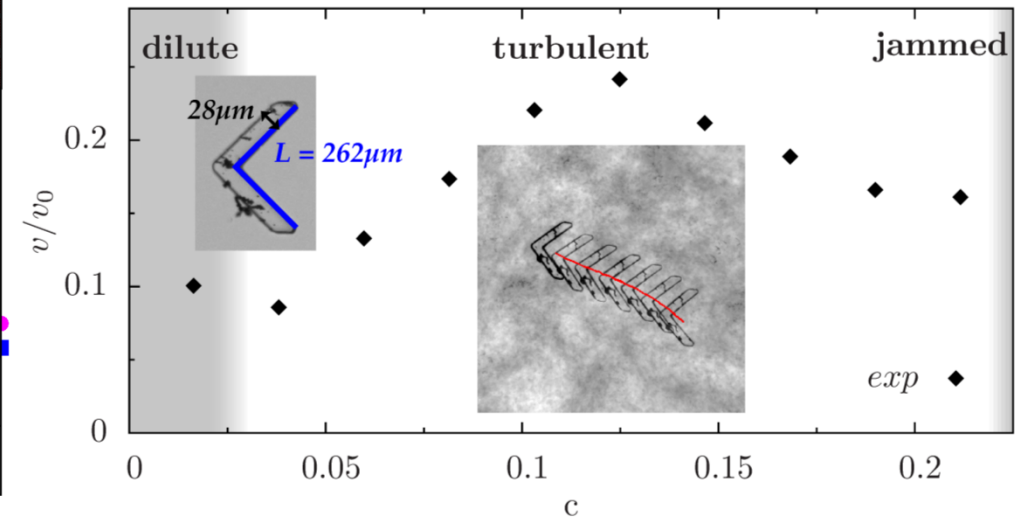 dilute
turbulent
jammed
28μm
L = 262μm
0.2
0.1
0
v/v0
exp
0
0.05
0.1
0.15
0.2
c